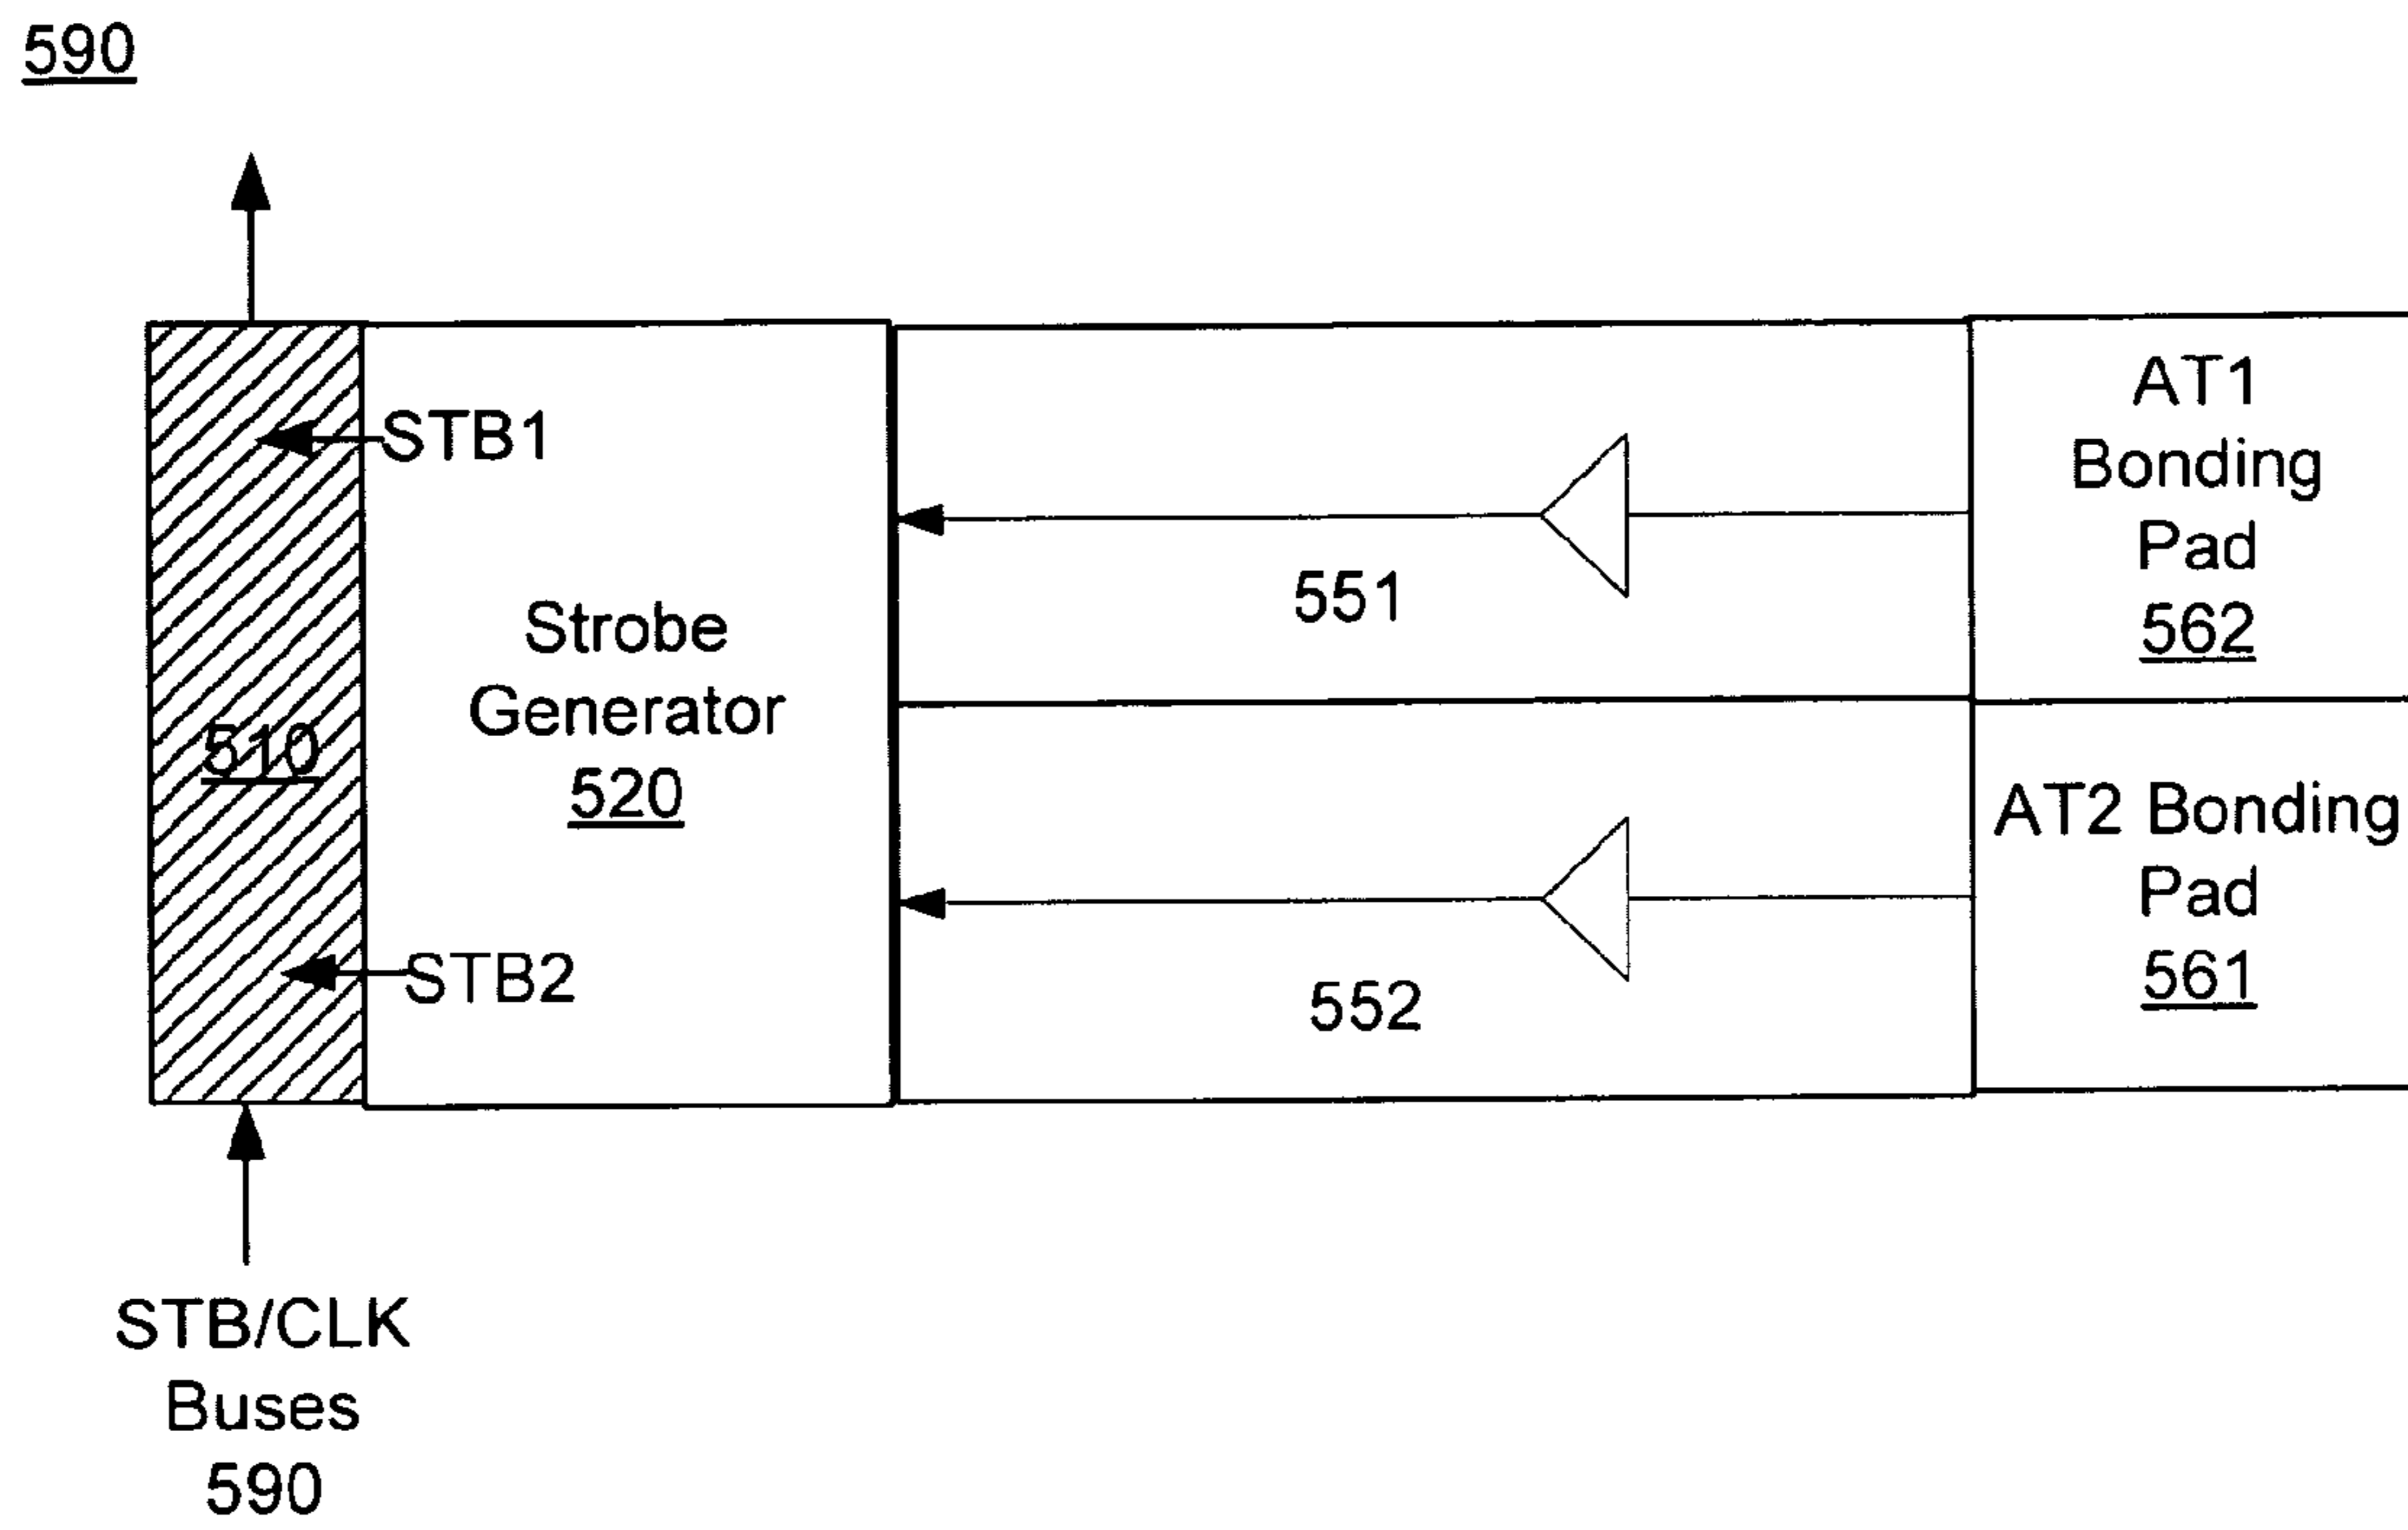 590
STB1
Strobe
Generator
520
510
STB2
STB/CLK
Buses
590
551
552
AT1
Bonding
Pad
562
AT2 Bonding
Pad
561